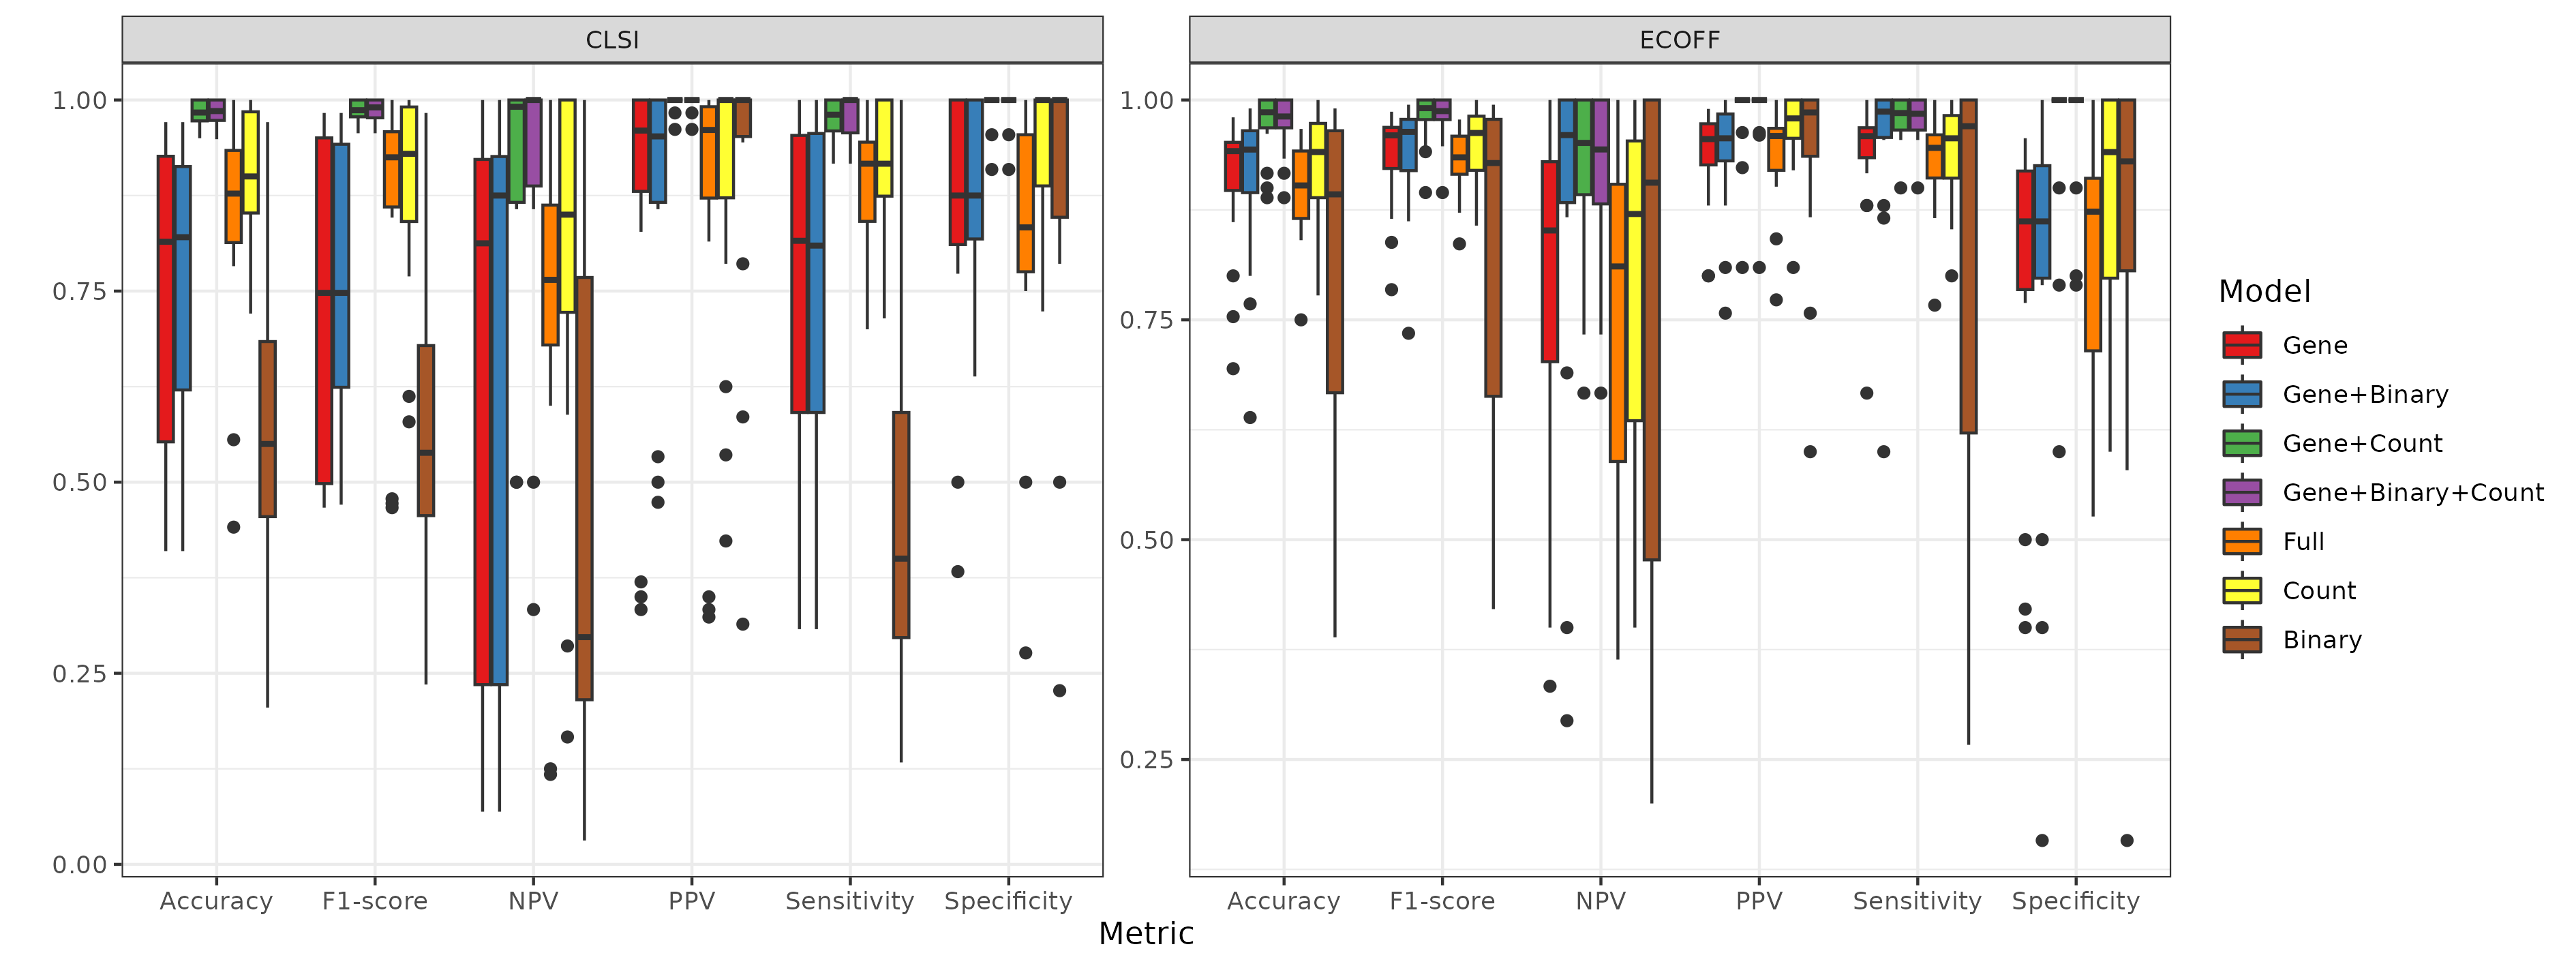 CLSI
ECOFF
1.00
0.75
0.50
0.25
0.00
1.00
0.75
0.50
0.25
Accuracy F1-score NPV PPV Sensitivity Specificity
Accuracy F1-score NPV PPV Sensitivity Specificity
Metric
Model
Gene
Gene+Binary
Gene+Count
Gene+Binary+Count
Full
Count
Binary